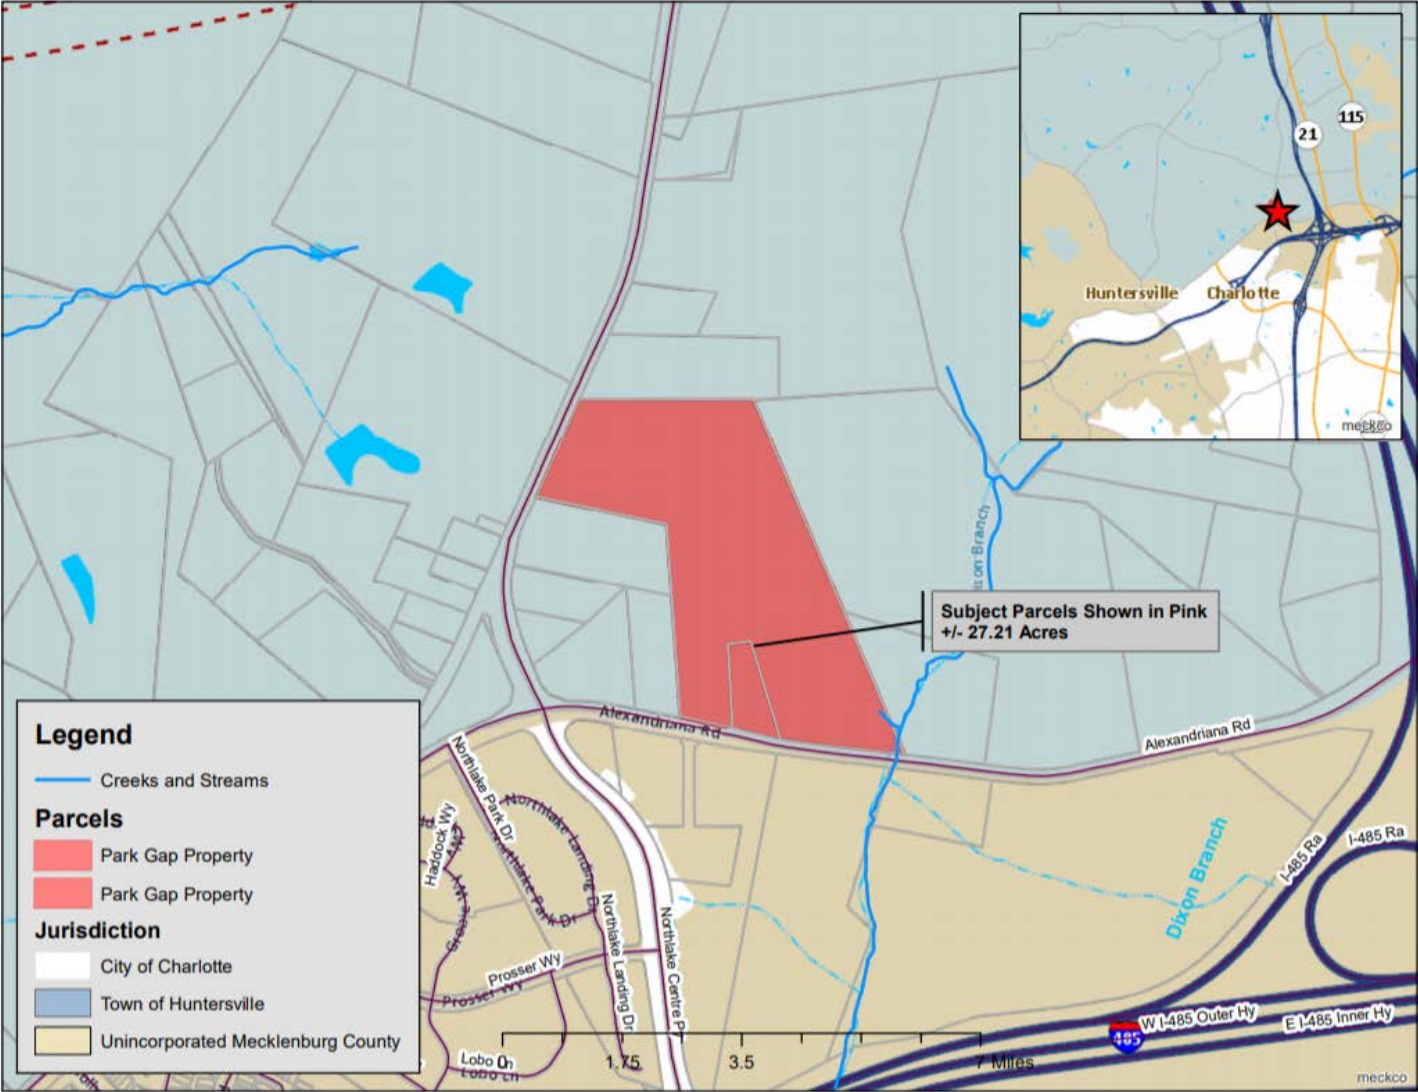 115
21
Huntersville
Charlotte
meckco
Dixon Branch
Subject Parcels Shown in Pink
+/- 27.21 Acres
Alexandriana Rd
Alexandriana Rd
Legend
Creeks and Streams
Parcels
Park Gap Property
Park Gap Property
Jurisdiction
City of Charlotte
Town of Huntersville
Unincorporated Mecklenburg County
Northlake Park Dr
Northlake Landing Dr
Haddock Wy
Northlake Park Dr
Northlake Landing Dr
Northlake Centre P
Prosser Wy
Prosser Wy
Lobo Ln
Lobo Ln
Dixon Branch
I-485 Ra
I-485 Ra
W I-485 Outer Hy
E I-485 Inner Hy
485
0 1.75 3.5 7 Miles
meckco